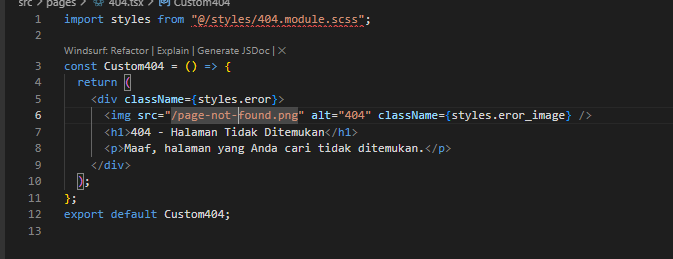 src > pages > 404.tsx > Custom404
1 import styles from "@/styles/404.module.scss";
2
Windsurf: Refactor | Explain | Generate JSDoc | ×
3 const Custom404 = () => {
4 return (
5 <div className={styles.eror}>
6 <img src="/page-not-found.png" alt="404" className={styles.eror_image} />
7 <h1>404 - Halaman Tidak Ditemukan</h1>
8 <p>Maaf, halaman yang Anda cari tidak ditemukan.</p>
9 </div>
10 );
11 };
12 export default Custom404;
13